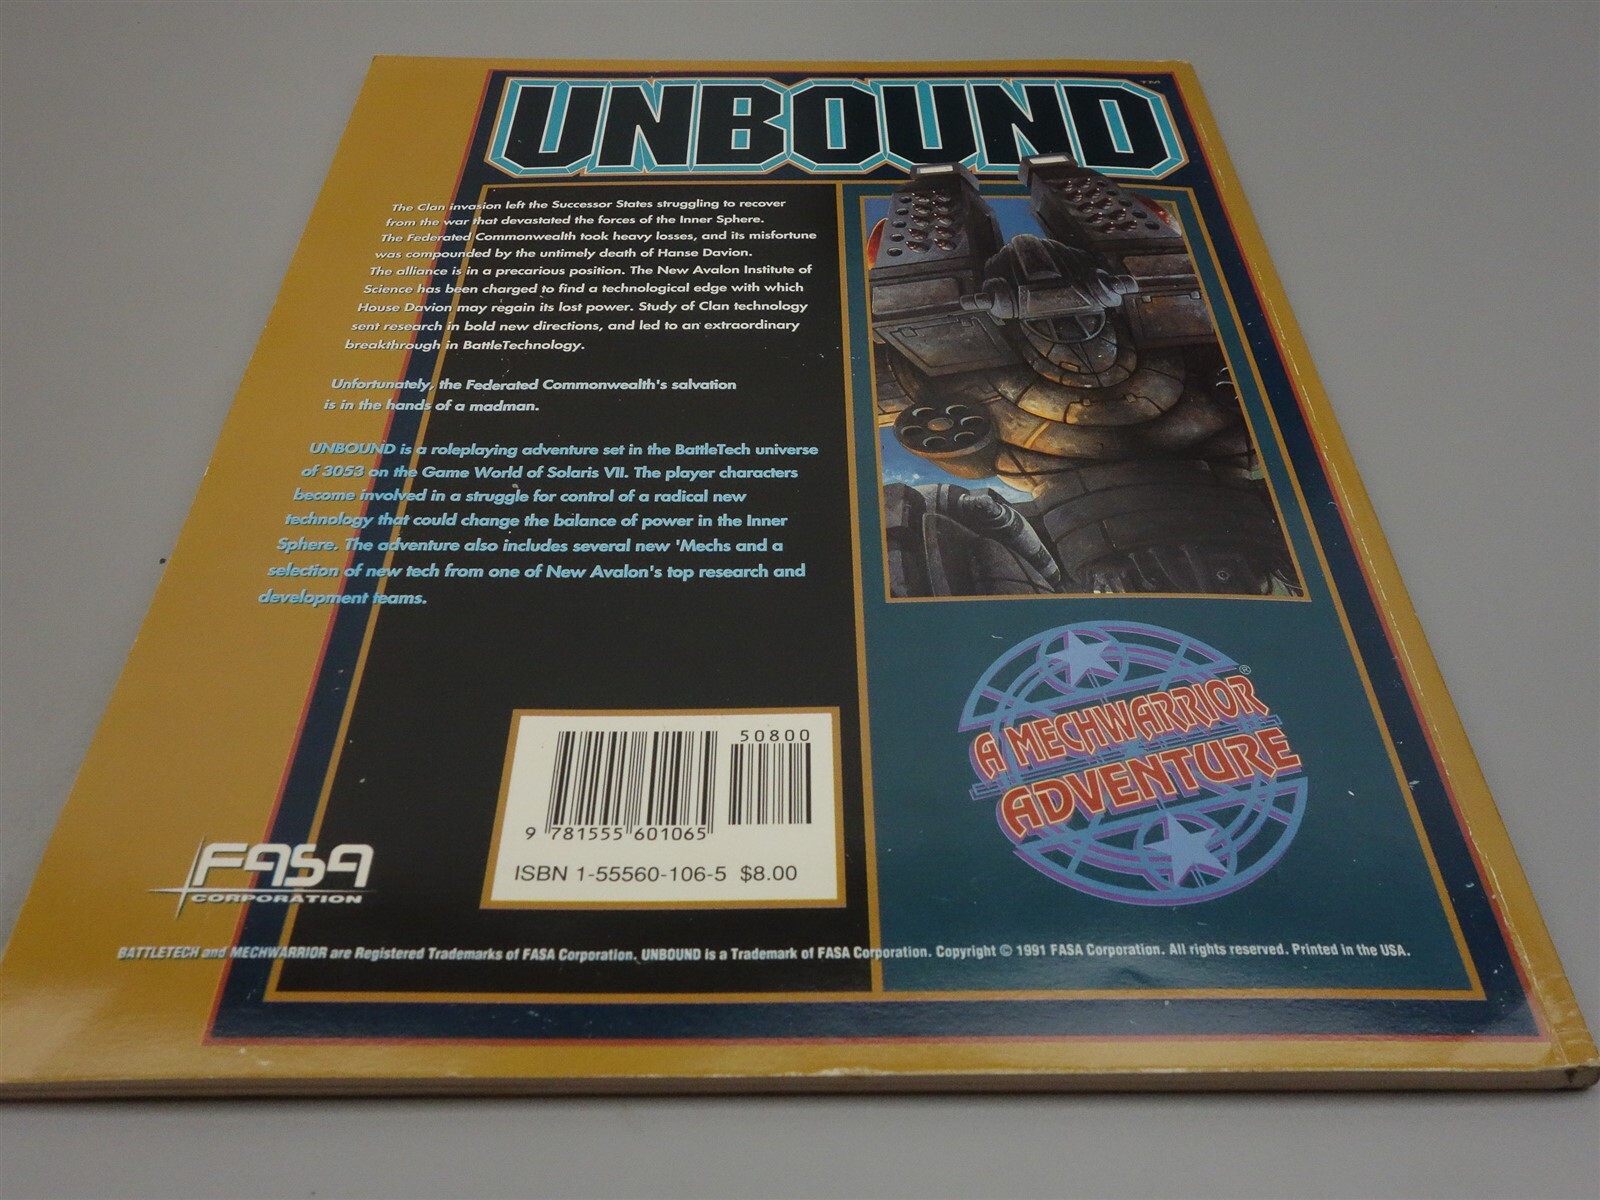 UNBOUND™
The Clan invasion left the Successor States struggling to recover
from the war that devastated the forces of the Inner Sphere.
The Federated Commonwealth took heavy losses, and its misfortune
was compounded by the untimely death of Hanse Davion.
The alliance is in a precarious position. The New Avalon Institute of
Science has been charged to find a technological edge with which
House Davion may regain its lost power. Study of Clan technology
sent research in bold new directions, and led to an extraordinary
breakthrough in BattleTechnology.
Unfortunately, the Federated Commonwealth's salvation
is in the hands of a madman.
UNBOUND is a roleplaying adventure set in the BattleTech universe
of 3053 on the Game World of Solaris VII. The player characters
become involved in a struggle for control of a radical new
technology that could change the balance of power in the Inner
Sphere. The adventure also includes several new 'Mechs and a
selection of new tech from one of New Avalon's top research and
development teams.
A MECHWARRIOR®
ADVENTURE
50800
9 781555 601065
ISBN 1-55560-106-5 $8.00
FASA
CORPORATION
BATTLETECH and MECHWARRIOR are Registered Trademarks of FASA Corporation. UNBOUND is a Trademark of FASA Corporation. Copyright © 1991 FASA Corporation. All rights reserved. Printed in the USA.